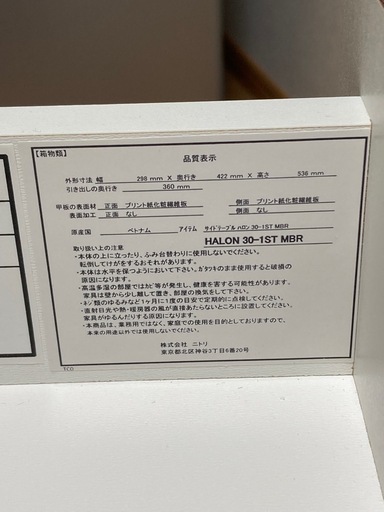 【箱物類】
品質表示
外形寸法 幅 298 mm X 奥行き 422 mm X 高さ 536 mm
引き出しの奥行き 360 mm
甲板の表面材 正面 プリント紙化粧繊維板 側面 プリント紙化粧繊維板
表面加工 正面 なし 側面 なし
原産国 ベトナム アイテム サイドテーブル ハロン 30-1ST MBR
HALON 30-1ST MBR
取り扱い上の注意
・本体の上に立ったり、ふみ台替わりに使用しないでください。
転倒してけがをするおそれがあります。
・本体は水平を保つようにおいて下さい。ガタツキのまま使用すると破損の
原因になります。
・高温多湿の部屋ではカビ等が発生し、健康を害する可能性があります。
家具は壁から少し離して置き、部屋の換気をして下さい。
・ネジ類のゆるみなど1ヶ月に1度の目安で定期的に点検して下さい。
・直射日光や熱・暖房器の風が直接あたらないところに設置してください。
家具がゆるんだりする原因になります。
・本商品は、業務用ではなく、家庭での使用を目的としておりますので、
本来の用途以外では使用しないでください。
株式会社 ニトリ
東京都北区神谷3丁目6番20号
TCD